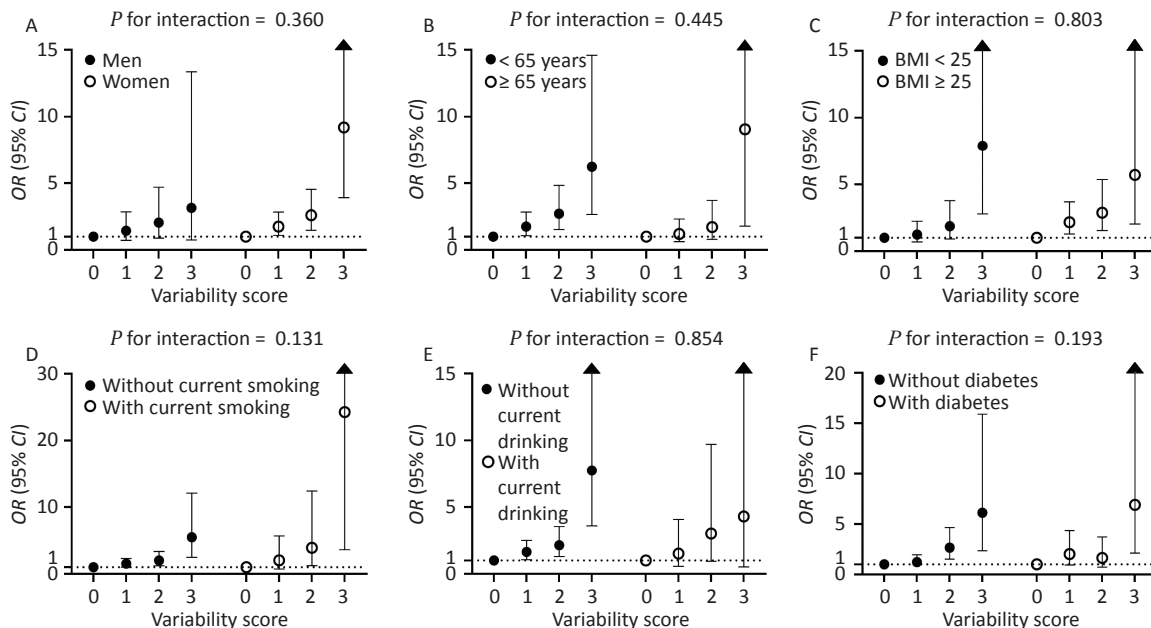 A
P for interaction = 0.360
OR (95% CI)
15
10
5
1
0
Men
Women
0 1 2 3 0 1 2 3
Variability score
B
P for interaction = 0.445
OR (95% CI)
15
10
5
1
0
< 65 years
≥ 65 years
0 1 2 3 0 1 2 3
Variability score
C
P for interaction = 0.803
OR (95% CI)
15
10
5
1
0
BMI < 25
BMI ≥ 25
0 1 2 3 0 1 2 3
Variability score
D
P for interaction = 0.131
OR (95% CI)
30
20
10
1
0
Without current smoking
With current smoking
0 1 2 3 0 1 2 3
Variability score
E
P for interaction = 0.854
OR (95% CI)
15
10
5
1
0
Without
current
drinking
With
current
drinking
0 1 2 3 0 1 2 3
Variability score
F
P for interaction = 0.193
OR (95% CI)
20
15
10
5
1
0
Without diabetes
With diabetes
0 1 2 3 0 1 2 3
Variability score